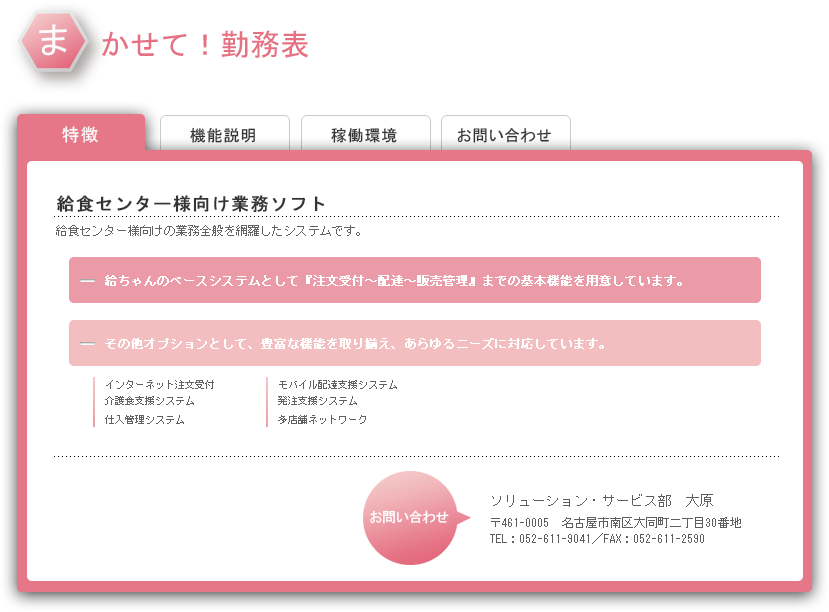 まかせて！勤務表
特徴 機能説明 稼働環境 お問い合わせ
給食センター様向け業務ソフト
給食センター様向けの業務全般を網羅したシステムです。
給ちゃんのベースシステムとして『注文受付～配達～販売管理』までの基本機能を用意しています。
その他オプションとして、豊富な機能を取り揃え、あらゆるニーズに対応しています。
インターネット注文受付
介護食支援システム
仕入管理システム
モバイル配達支援システム
発注支援システム
多店舗ネットワーク
お問い合わせ
ソリューション・サービス部　大原
〒461-0005　名古屋市南区大同町二丁目30番地
TEL：052-611-9041／FAX：052-611-2590